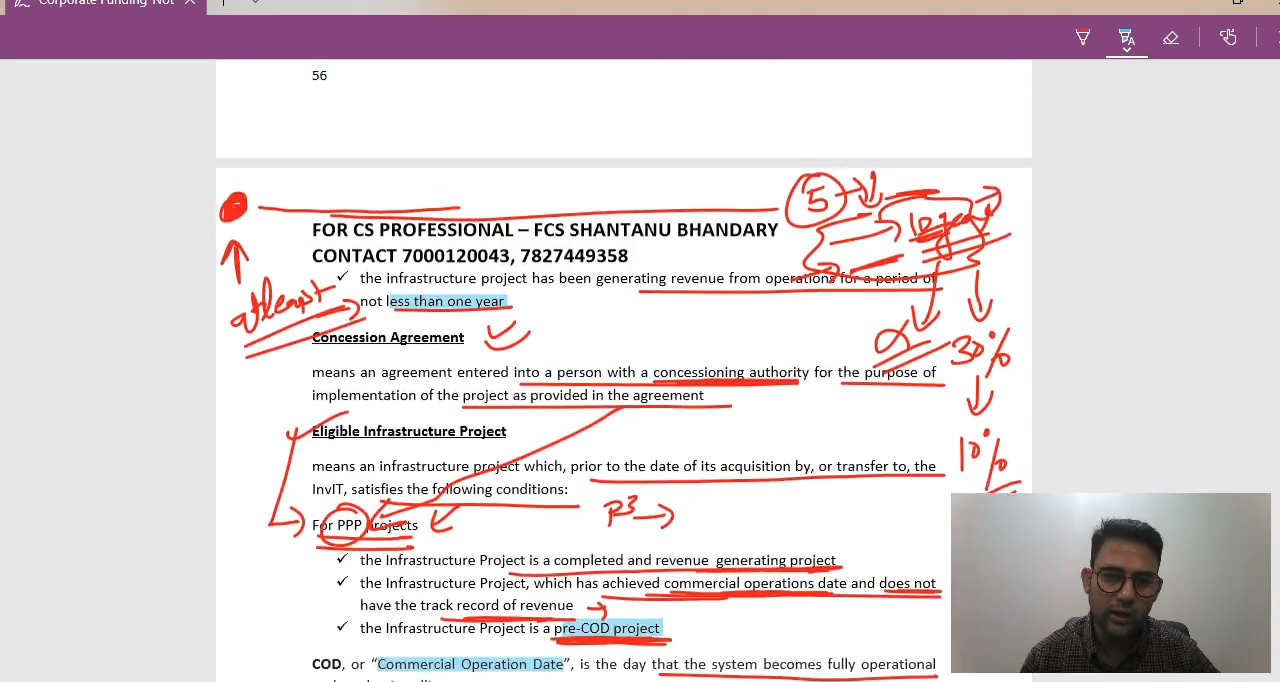 Corporate Funding-Not
56
5
10 year
FOR CS PROFESSIONAL – FCS SHANTANU BHANDARY
CONTACT 7000120043, 7827449358
✓ the infrastructure project has been generating revenue from operations for a period of
not less than one year
attempt
Concession Agreement
30%
means an agreement entered into a person with a concessioning authority for the purpose of
implementation of the project as provided in the agreement
Eligible Infrastructure Project
10%
means an infrastructure project which, prior to the date of its acquisition by, or transfer to, the
InvIT, satisfies the following conditions:
For PPP projects
P3
✓ the Infrastructure Project is a completed and revenue generating project
✓ the Infrastructure Project, which has achieved commercial operations date and does not
have the track record of revenue
✓ the Infrastructure Project is a pre-COD project
COD, or “Commercial Operation Date”, is the day that the system becomes fully operational